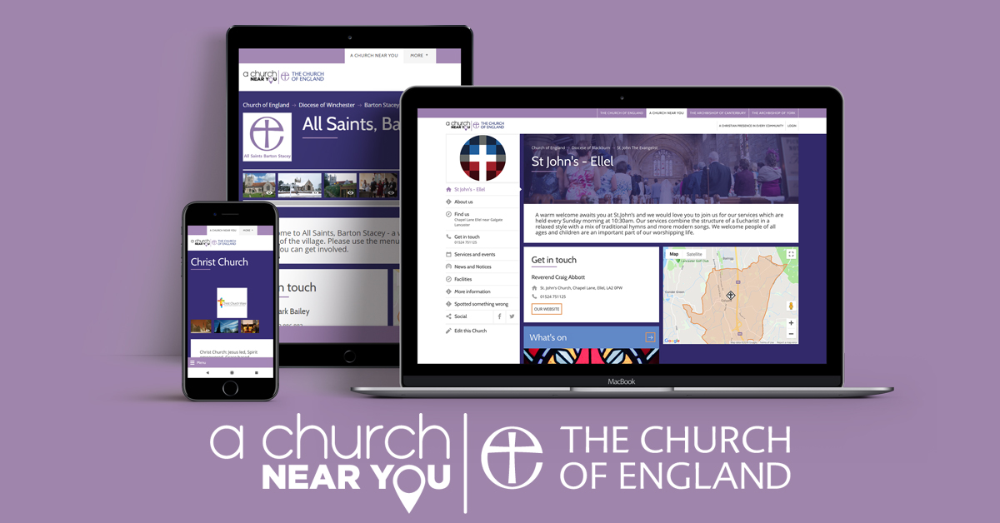 A CHURCH NEAR YOU
MORE
a church
NEAR YOU
THE CHURCH
OF ENGLAND
Church of England → Diocese of Winchester → Barton Stacey
All Saints, Ba
All Saints Barton Stacey
me to All Saints, Barton Stacey - a
of the village. Please use the menu
ou can get involved.
touch
ark Bailey
A CHURCH NEAR YOU
MORE
a church
NEAR YOU
THE CHURCH
OF ENGLAND
Christ Church
Christ Church: Jesus led, Spirit
Menu
THE CHURCH OF ENGLAND
A CHURCH NEAR YOU
THE ARCHBISHOP OF CANTERBURY
THE ARCHBISHOP OF YORK
a church
NEAR YOU
THE CHURCH
OF ENGLAND
A CHRISTIAN PRESENCE IN EVERY COMMUNITY
LOGIN
St John's - Ellel
About us
Find us
Chapel Lane Ellel near Galgate
Lancaster
Get in touch
01524 751125
Services and events
News and Notices
Facilities
More information
Spotted something wrong
Social
Edit this Church
Church of England → Diocese of Blackburn → St. John The Evangelist
St John's - Ellel
A warm welcome awaits you at St.John's and we would love you to join us for our services which are
held every Sunday morning at 10:30am. Our services combine the structure of a Eucharist in a
relaxed style with a mix of traditional hymns and more modern songs. We welcome people of all
ages and children are an important part of our worshipping life.
Get in touch
Reverend Craig Abbott
St. John's Church, Chapel Lane, Ellel, LA2 0PW
01524 751125
OUR WEBSITE
What's on
Map
Satellite
Lancaster Golf Club
Google
MacBook
a church
NEAR YOU
THE CHURCH
OF ENGLAND